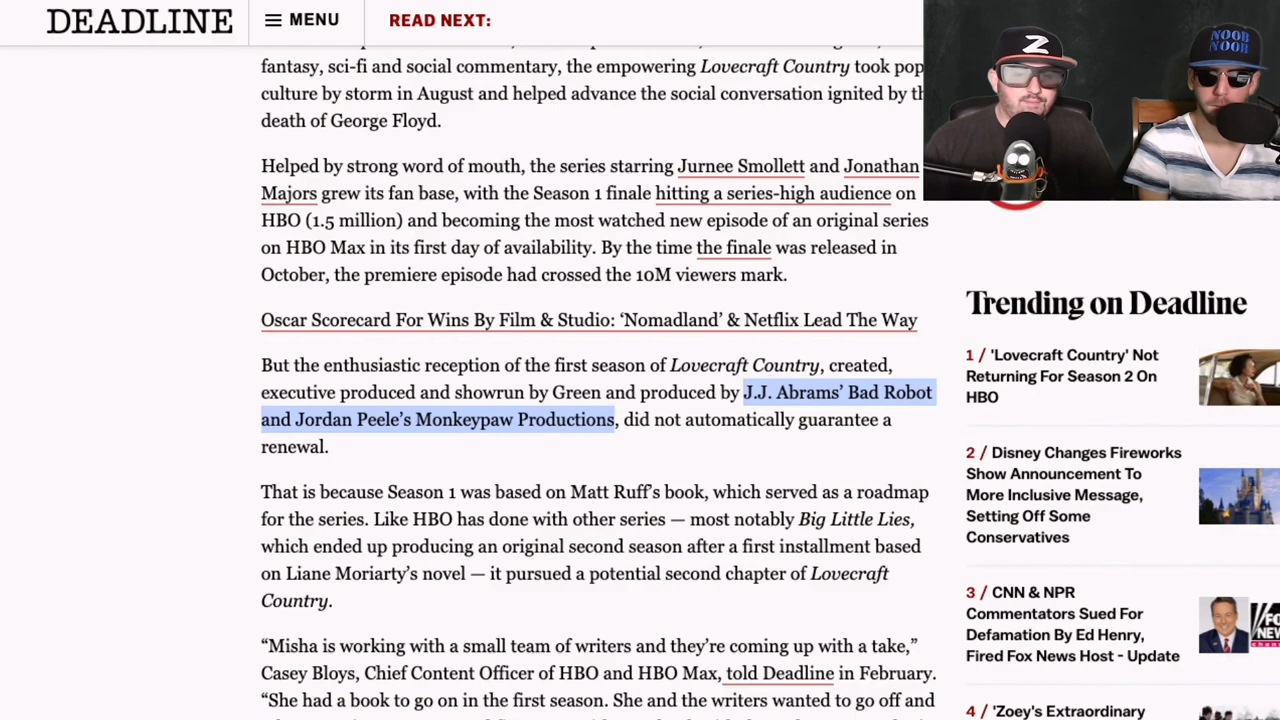 DEADLINE
MENU
READ NEXT:
fantasy, sci-fi and social commentary, the empowering Lovecraft Country took pop
culture by storm in August and helped advance the social conversation ignited by
death of George Floyd.
Helped by strong word of mouth, the series starring Jurnee Smollett and Jonathan
Majors grew its fan base, with the Season 1 finale hitting a series-high audience on
HBO (1.5 million) and becoming the most watched new episode of an original series
on HBO Max in its first day of availability. By the time the finale was released in
October, the premiere episode had crossed the 10M viewers mark.
Oscar Scorecard For Wins By Film & Studio: ‘Nomadland’ & Netflix Lead The Way
But the enthusiastic reception of the first season of Lovecraft Country, created,
executive produced and showrun by Green and produced by J.J. Abrams’ Bad Robot
and Jordan Peele’s Monkeypaw Productions, did not automatically guarantee a
renewal.
That is because Season 1 was based on Matt Ruff’s book, which served as a roadmap
for the series. Like HBO has done with other series — most notably Big Little Lies,
which ended up producing an original second season after a first installment based
on Liane Moriarty’s novel — it pursued a potential second chapter of Lovecraft
Country.
“Misha is working with a small team of writers and they’re coming up with a take,”
Casey Bloys, Chief Content Officer of HBO and HBO Max, told Deadline in February.
“She had a book to go on in the first season. She and the writers wanted to go off and
Z
NOOB
NOOB
Trending on Deadline
1 / 'Lovecraft Country' Not
Returning For Season 2 On
HBO
2 / Disney Changes Fireworks
Show Announcement To
More Inclusive Message,
Setting Off Some
Conservatives
3 / CNN & NPR
Commentators Sued For
Defamation By Ed Henry,
Fired Fox News Host - Update
4 / 'Zoey's Extraordinary